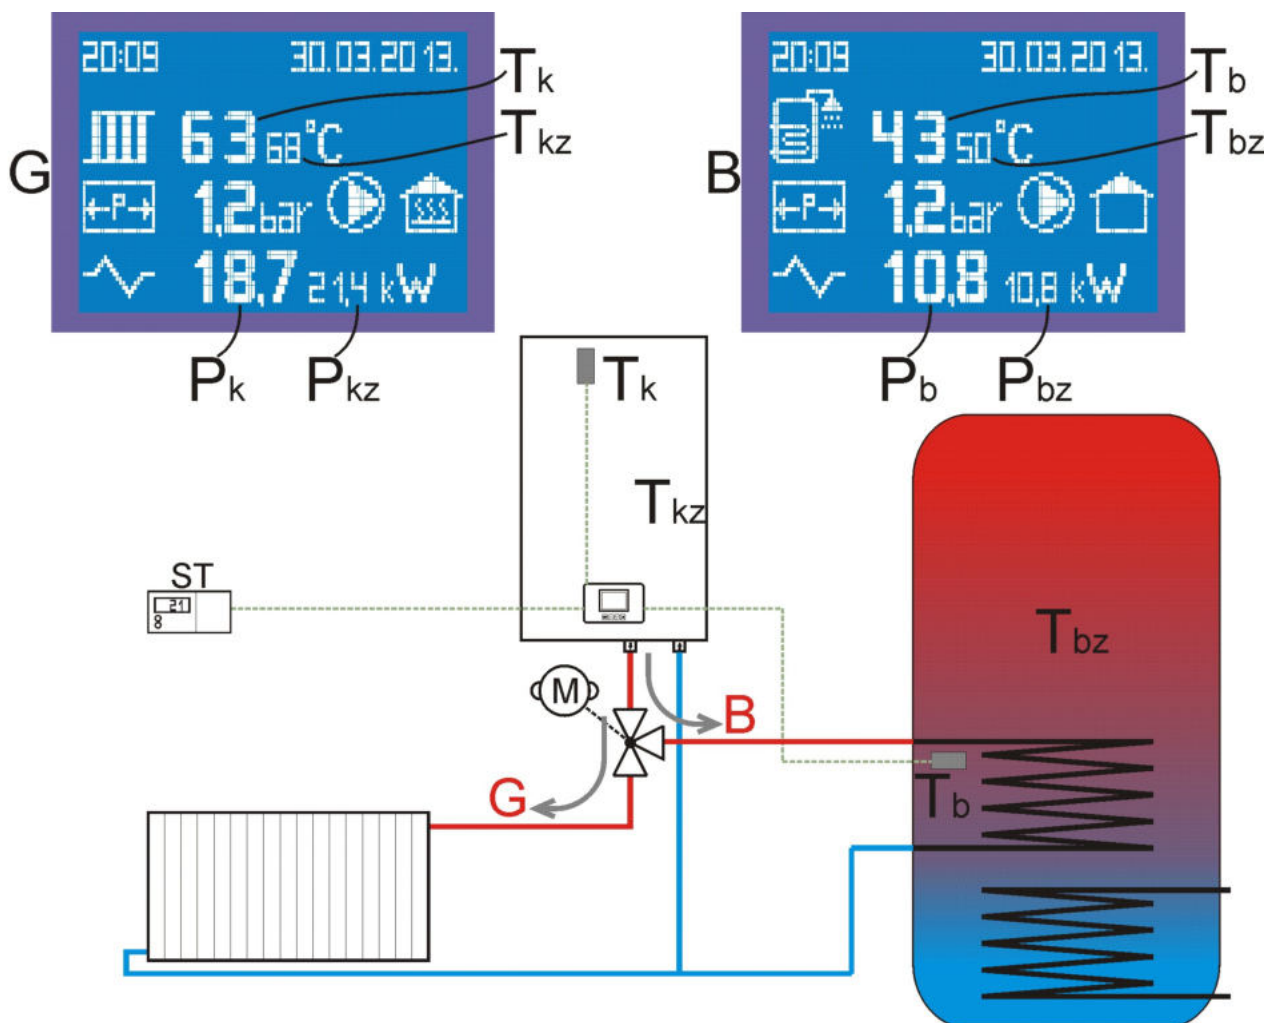 20:09 30.03.2013.
63 68°C
P
1,2bar
18,7 21,4 kW
G
Tk
Tkz
Pk Pkz
20:09 30.03.2013.
43 50°C
P
1,2bar
10,8 10,8 kW
B
Tb
Tbz
Pb Pbz
Tk
Tkz
ST
21
8
M
B
G
Tbz
Tb